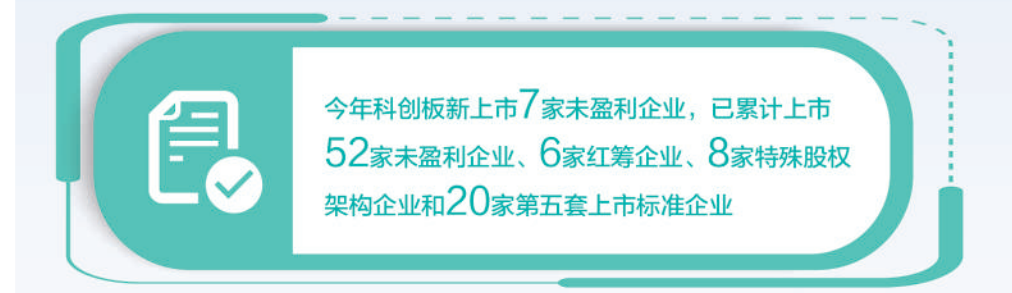 今年科创板新上市7家未盈利企业，已累计上市
52家未盈利企业、6家红筹企业、8家特殊股权
架构企业和20家第五套上市标准企业